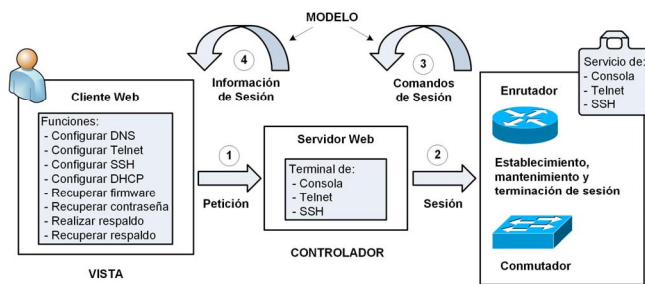 MODELO
4
Información
de Sesión
3
Comandos
de Sesión
Cliente Web
Funciones:
- Configurar DNS
- Configurar Telnet
- Configurar SSH
- Configurar DHCP
- Recuperar firmware
- Recuperar contraseña
- Realizar respaldo
- Recuperar respaldo
VISTA
1
Petición
Servidor Web
Terminal de:
- Consola
- Telnet
- SSH
CONTROLADOR
2
Sesión
Servicio de:
- Consola
- Telnet
- SSH
Enrutador
Establecimiento,
mantenimiento y
terminación de sesión
Conmutador